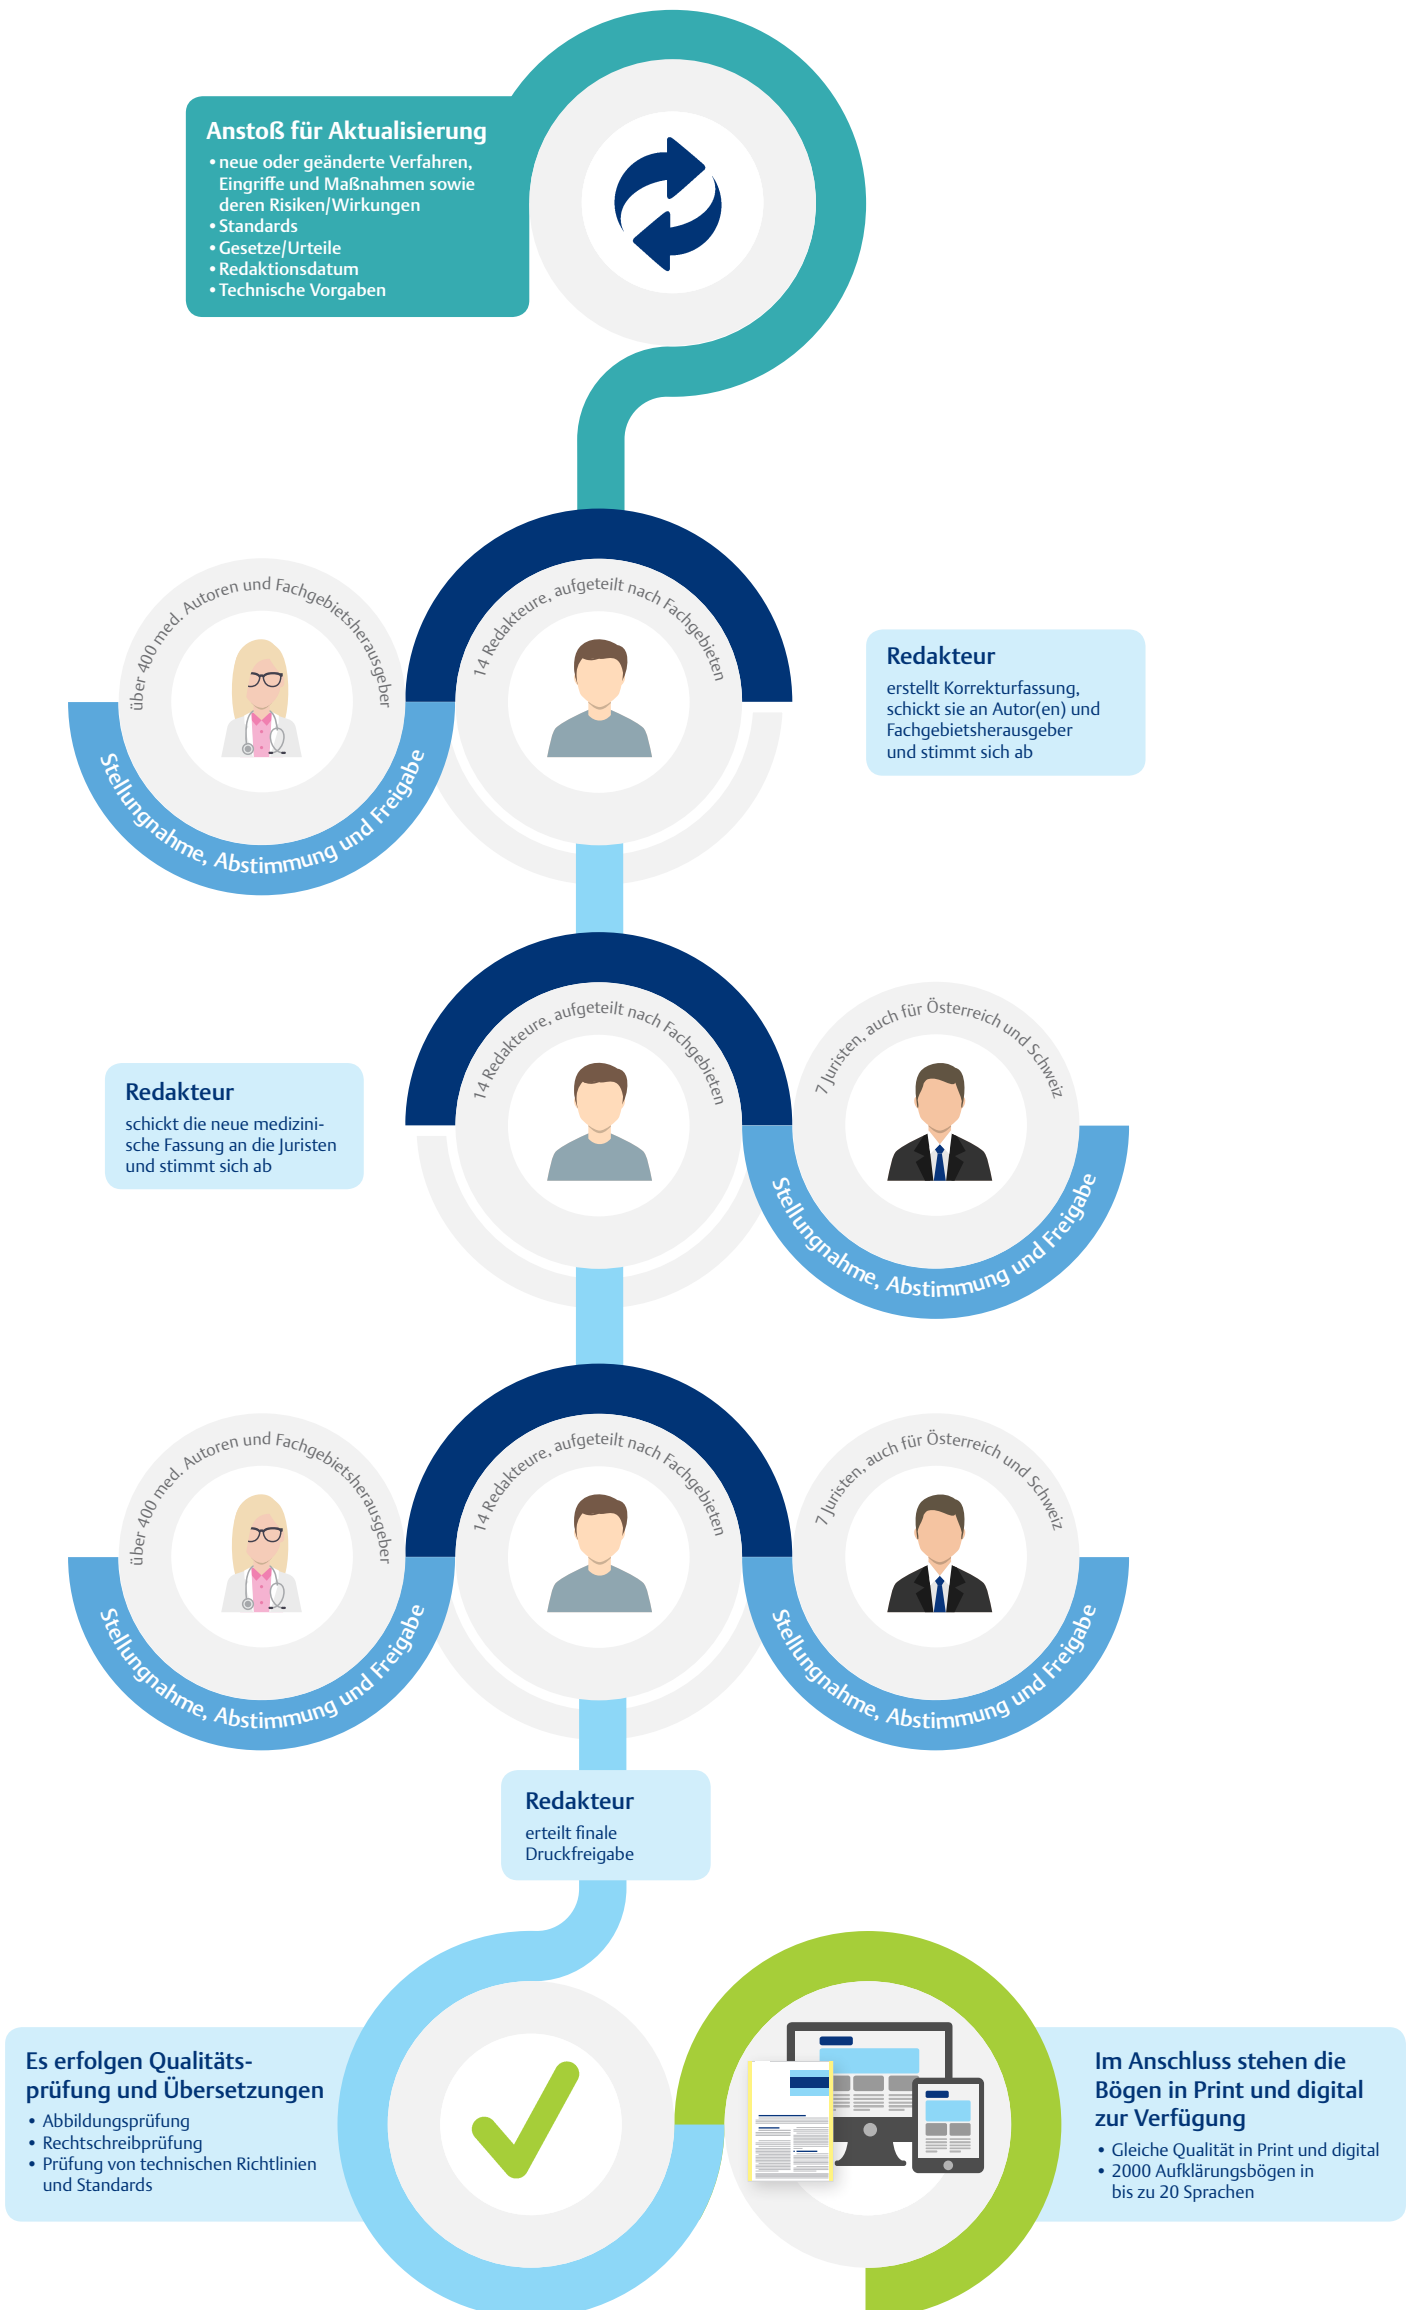 Anstoß für Aktualisierung
• neue oder geänderte Verfahren,
Eingriffe und Maßnahmen sowie
deren Risiken/Wirkungen
• Standards
• Gesetze/Urteile
• Redaktionsdatum
• Technische Vorgaben
über 400 med. Autoren und Fachgebietsherausgeber
Stellungnahme, Abstimmung und Freigabe
14 Redakteure, aufgeteilt nach Fachgebieten
Redakteur
erstellt Korrekturfassung,
schickt sie an Autor(en) und
Fachgebietsherausgeber
und stimmt sich ab
Redakteur
schickt die neue medizini-
sche Fassung an die Juristen
und stimmt sich ab
14 Redakteure, aufgeteilt nach Fachgebieten
7 Juristen, auch für Österreich und Schweiz
Stellungnahme, Abstimmung und Freigabe
über 400 med. Autoren und Fachgebietsherausgeber
Stellungnahme, Abstimmung und Freigabe
14 Redakteure, aufgeteilt nach Fachgebieten
7 Juristen, auch für Österreich und Schweiz
Stellungnahme, Abstimmung und Freigabe
Redakteur
erteilt finale
Druckfreigabe
Es erfolgen Qualitäts-
prüfung und Übersetzungen
• Abbildungsprüfung
• Rechtschreibprüfung
• Prüfung von technischen Richtlinien
und Standards
Im Anschluss stehen die
Bögen in Print und digital
zur Verfügung
• Gleiche Qualität in Print und digital
• 2000 Aufklärungsbögen in
bis zu 20 Sprachen